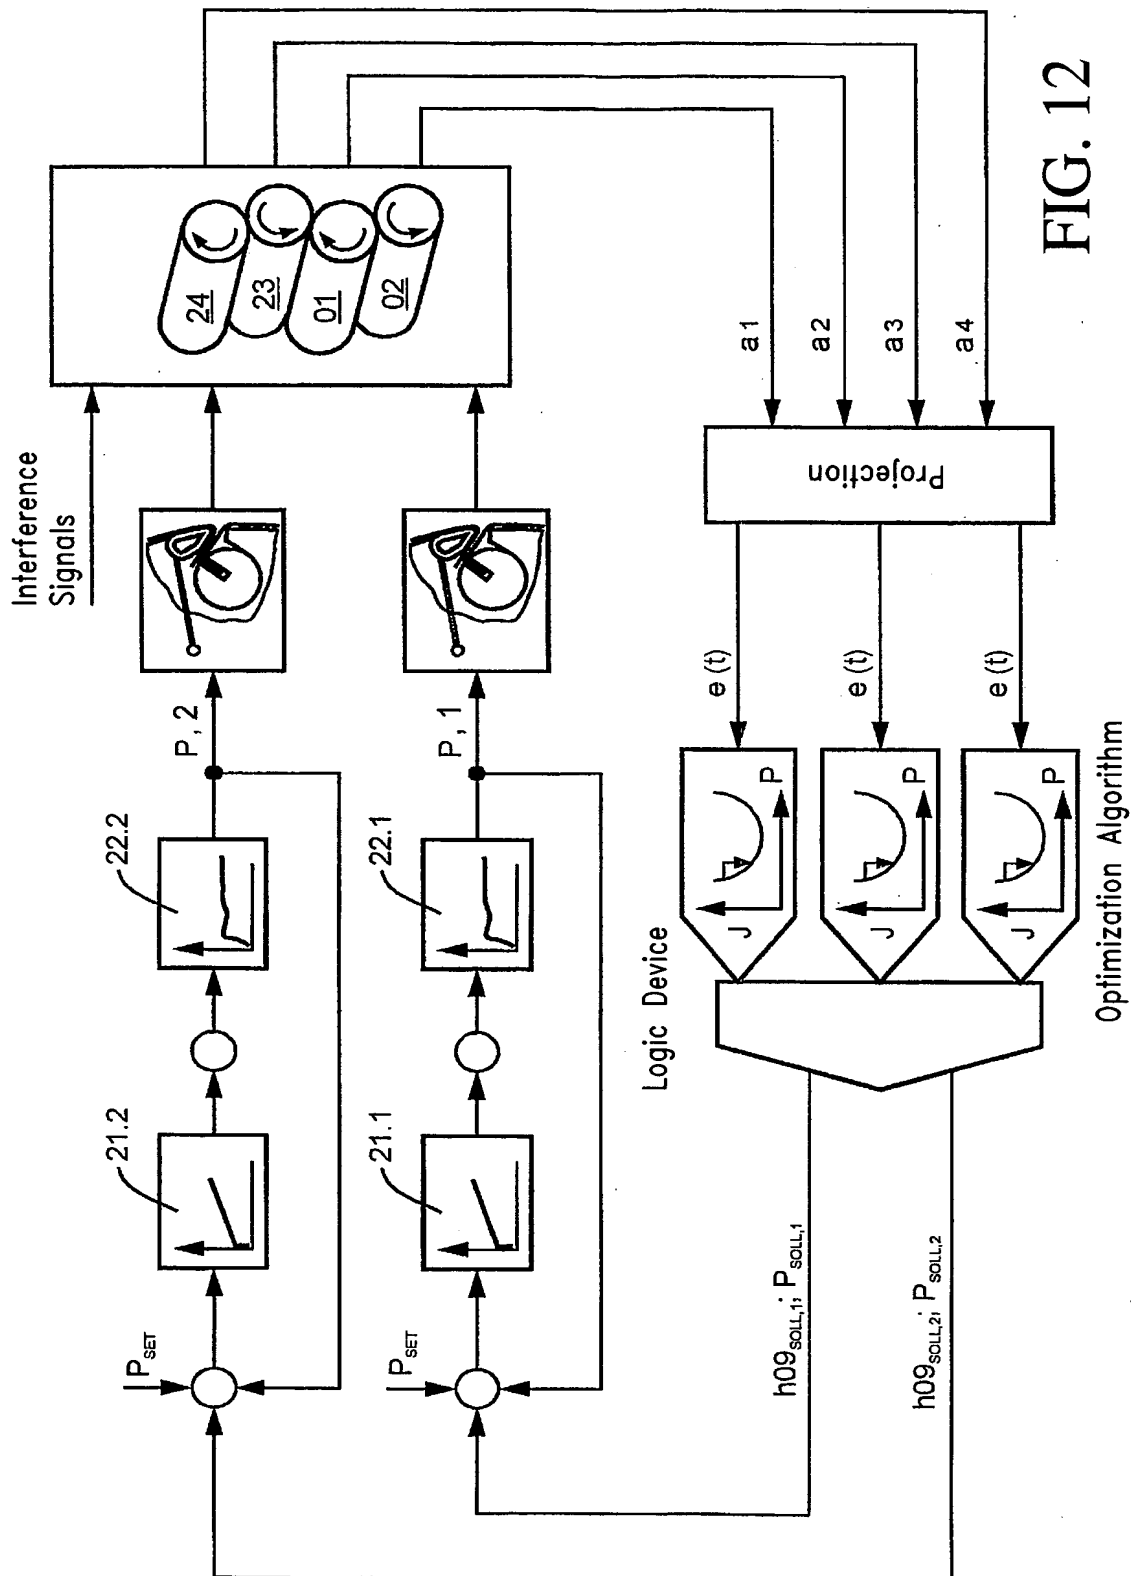 Interference
Signals
24
23
01
02
P, 2
22.2
21.2
P_SET
P, 1
22.1
21.1
P_SET
a1
a2
a3
a4
Projection
e (t)
e (t)
e (t)
J P
J P
J P
Logic Device
Optimization Algorithm
h09_SOLL,1; P_SOLL,1
h09_SOLL,2; P_SOLL,2
FIG. 12